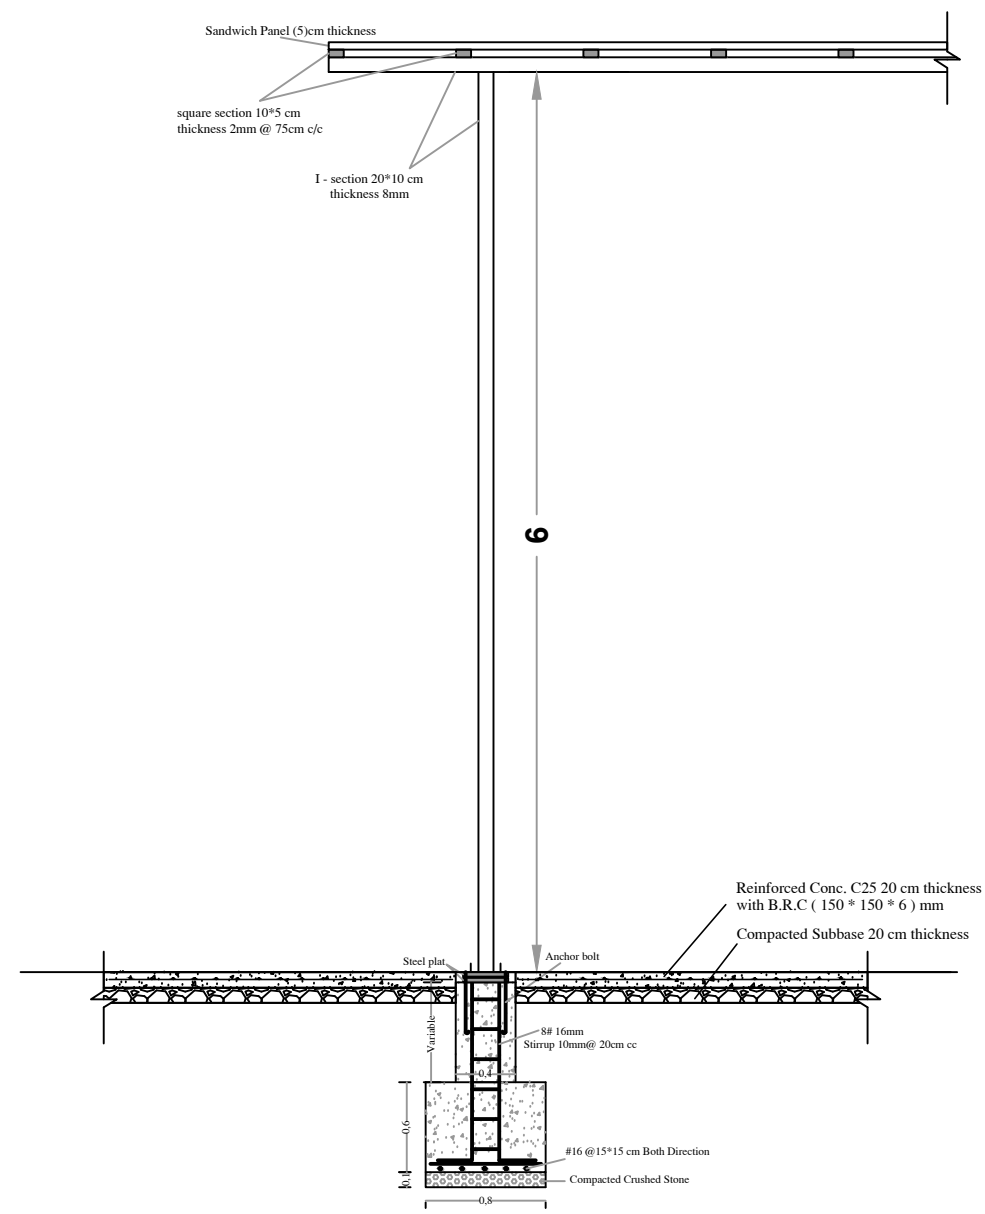 Sandwich Panel (5)cm thickness
square section 10*5 cm
thickness 2mm @ 75cm c/c
I - section 20*10 cm
thickness 8mm
6
Reinforced Conc. C25 20 cm thickness
with B.R.C ( 150 * 150 * 6 ) mm
Compacted Subbase 20 cm thickness
Steel plat
Anchor bolt
Variable
8# 16mm
Stirrup 10mm@ 20cm cc
0,4
0,6
#16 @15*15 cm Both Direction
0,1
Compacted Crushed Stone
0,8